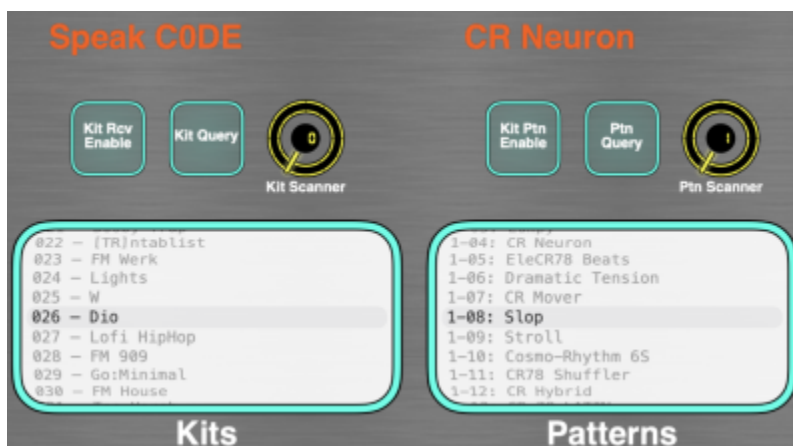 Speak C0DE
CR Neuron
Kit Rcv
Enable
Kit Query
0
Kit Scanner
Kit Ptn
Enable
Ptn
Query
1
Ptn Scanner
022 – [TR]ntablist
023 – FM Werk
024 – Lights
025 – W
026 – Dio
027 – Lofi HipHop
028 – FM 909
029 – Go:Minimal
030 – FM House
Kits
1-04: CR Neuron
1-05: EleCR78 Beats
1-06: Dramatic Tension
1-07: CR Mover
1-08: Slop
1-09: Stroll
1-10: Cosmo-Rhythm 6S
1-11: CR78 Shuffler
1-12: CR Hybrid
Patterns